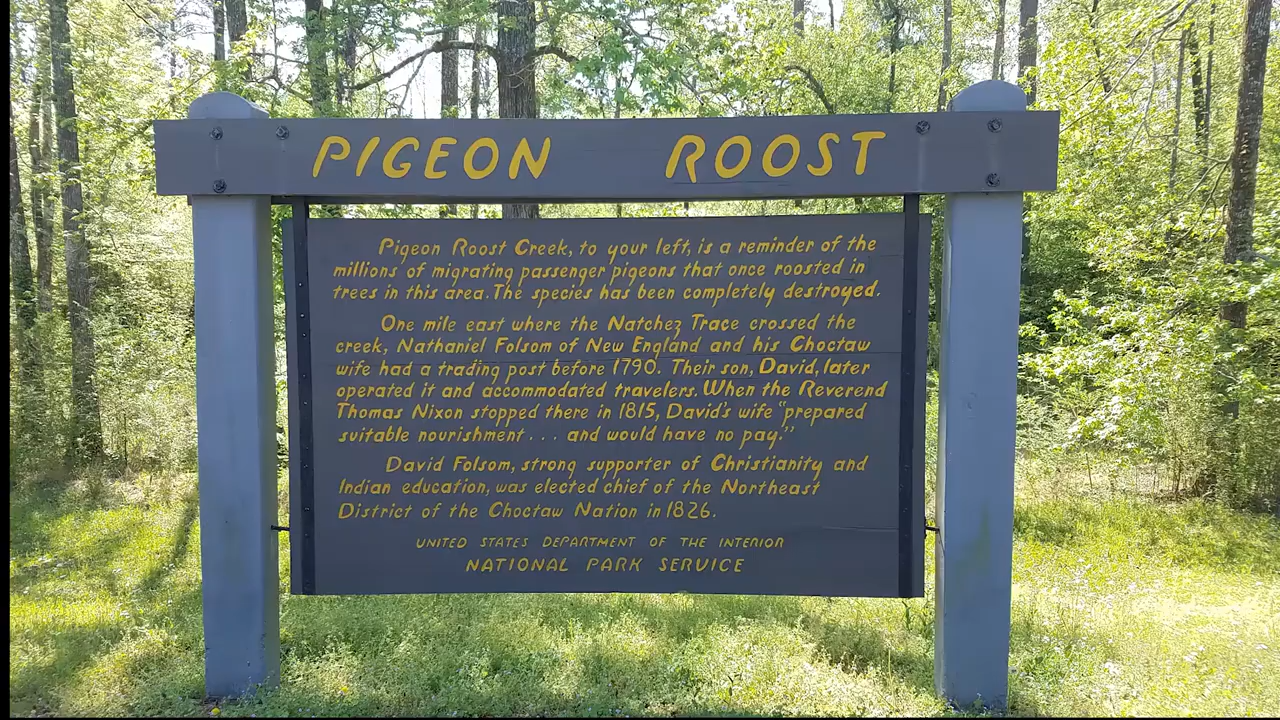 PIGEON ROOST
Pigeon Roost Creek, to your left, is a reminder of the
millions of migrating passenger pigeons that once roosted in
trees in this area. The species has been completely destroyed.
One mile east where the Natchez Trace crossed the
creek, Nathaniel Folsom of New England and his Choctaw
wife had a trading post before 1790. Their son, David, later
operated it and accommodated travelers. When the Reverend
Thomas Nixon stopped there in 1815, David's wife "prepared
suitable nourishment . . . and would have no pay."
David Folsom, strong supporter of Christianity and
Indian education, was elected chief of the Northeast
District of the Choctaw Nation in 1826.
UNITED STATES DEPARTMENT OF THE INTERIOR
NATIONAL PARK SERVICE